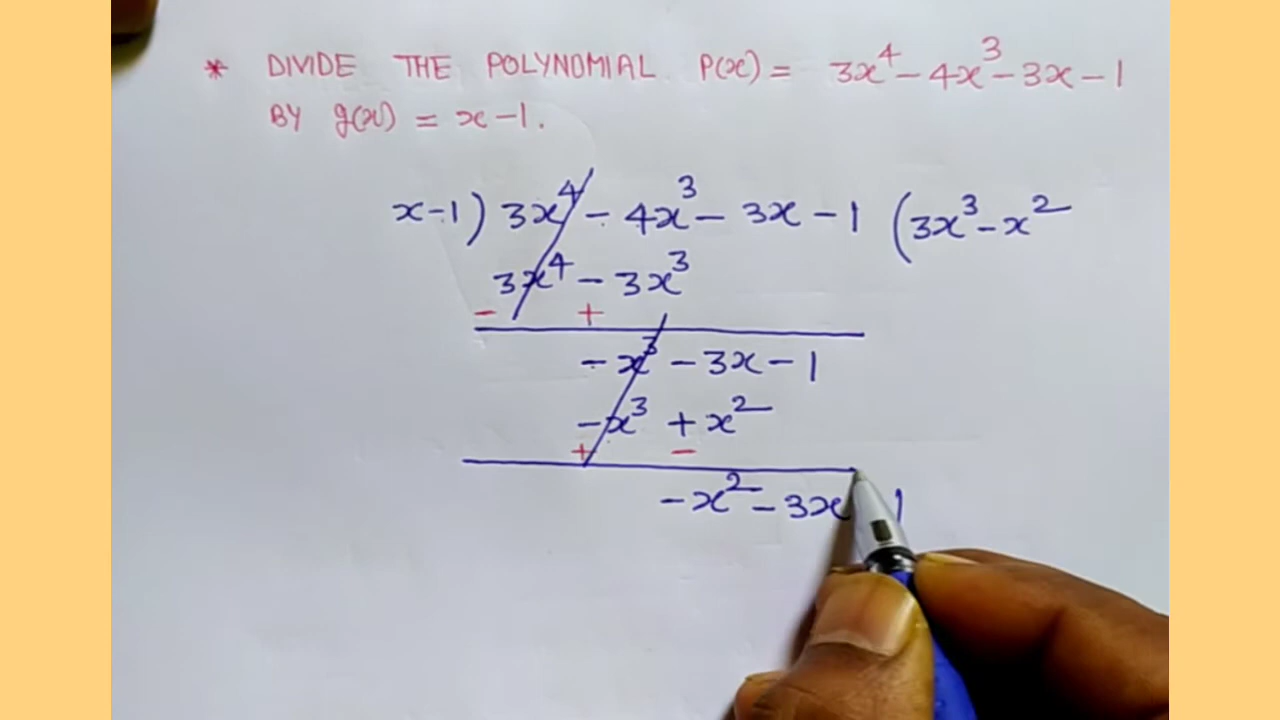 * DIVIDE THE POLYNOMIAL P(x) = 3x⁴ - 4x³ - 3x - 1
BY g(x) = x - 1.
x-1) 3x⁴ - 4x³ - 3x - 1 (3x³ - x²
3x⁴ - 3x³
- +
-x³ - 3x - 1
-x³ + x²
+ -
-x² - 3x 1